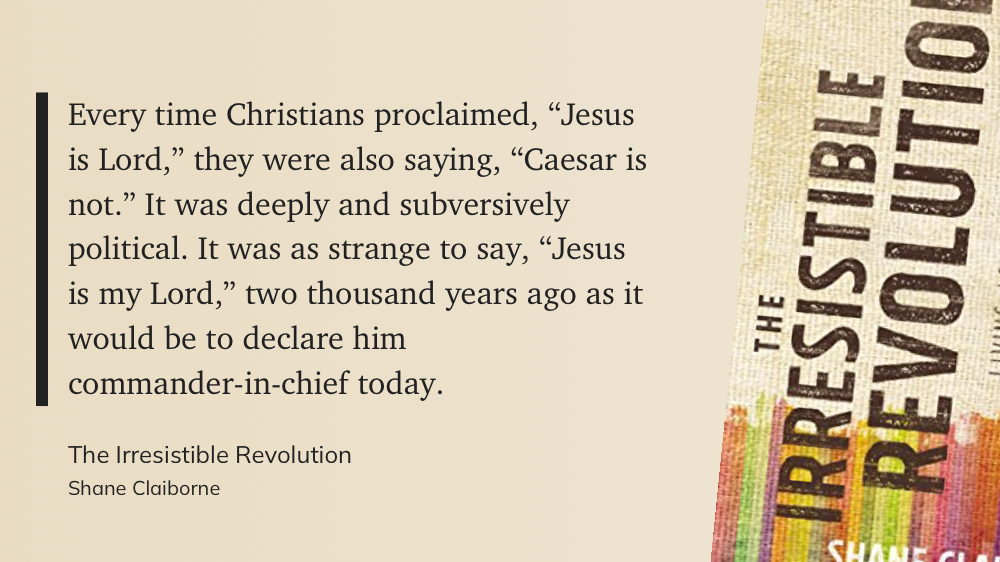 Every time Christians proclaimed, “Jesus
is Lord,” they were also saying, “Caesar is
not.” It was deeply and subversively
political. It was as strange to say, “Jesus
is my Lord,” two thousand years ago as it
would be to declare him
commander-in-chief today.
The Irresistible Revolution
Shane Claiborne
THE
IRRESISTIBLE
REVOLUTION
SHANE